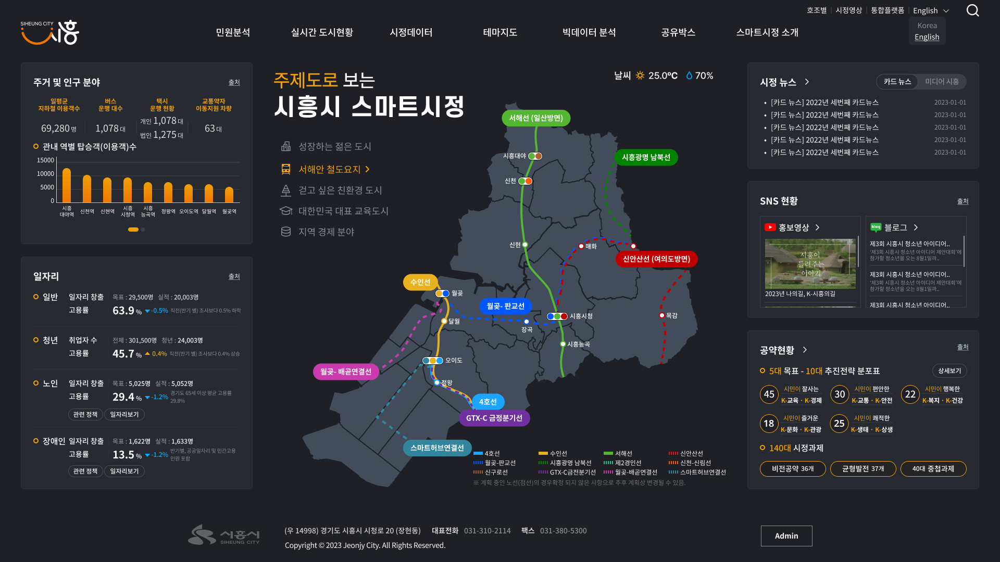 호조벌 시정영상 통합플랫폼 English
Korea
English
SIHEUNG CITY
시흥
민원분석 실시간 도시현황 시정데이터 테마지도 빅데이터 분석 공유박스 스마트시정 소개
주거 및 인구 분야 출처
일평균 지하철 이용객수 69,280 명
버스 운행 대수 1,078 대
택시 운행 현황 개인 1,078 대 법인 1,275 대
교통약자 이동지원 차량 63 대
관내 역별 탑승객(이용객)수
15000
10000
5000
0
시흥대야역 신천역 신현역 시흥시청역 시흥능곡역 정왕역 오이도역 달월역 월곶역
일자리 출처
일반 일자리 창출 목표 : 29,500명 실적 : 20,003명
고용률 63.9 % -0.5% 직전(반기 별) 조사보다 0.5% 하락
청년 취업자 수 전체 : 301,500명 청년 : 24,003명
고용률 45.7 % 0.4% 직전(반기 별) 조사보다 0.4% 상승
노인 일자리 창출 목표 : 5,025명 실적 : 5,052명
고용률 29.4 % -1.2% 경기도 65세 이상 평균 고용률 29.8%
관련 정책 일자리보기
장애인 일자리 창출 목표 : 1,622명 실적 : 1,633명
고용률 13.5 % -1.2% 반기별, 공공일자리 및 민간고용 인원 포함
관련 정책 일자리보기
주제도로 보는
시흥시 스마트시정
날씨 25.0℃ 70%
성장하는 젊은 도시
서해안 철도요지
걷고 싶은 친환경 도시
대한민국 대표 교육도시
지역 경제 분야
서해선 (일산방면)
시흥대야
시흥광명 남북선
신천
신현
매화
신안산선 (여의도방면)
수인선
월곶
월곶- 판교선
시흥시청
목감
달월
장곡
시흥능곡
오이도
월곶- 배곧연결선
정왕
4호선
GTX-C 금정분기선
스마트허브연결선
4호선 수인선 서해선 신안산선
월곶-판교선 시흥광명 남북선 제2경인선 신천-신림선
신구로선 GTX-C금전분기선 월곶-배곧연결선 스마트허브연결선
※ 계획 중인 노선(점선)의 경우확정 되지 않은 사항으로 추후 계획상 변경될 수 있음.
시정 뉴스 카드 뉴스 미디어 시흥
• [카드 뉴스] 2022년 세번째 카드뉴스 2023-01-01
• [카드 뉴스] 2022년 세번째 카드뉴스 2023-01-01
• [카드 뉴스] 2022년 세번째 카드뉴스 2023-01-01
• [카드 뉴스] 2022년 세번째 카드뉴스 2023-01-01
• [카드 뉴스] 2022년 세번째 카드뉴스 2023-01-01
SNS 현황 출처
홍보영상
시흥이
들려주는
이야기
2023년 나의길, K-시흥의길
blog 블로그
제3회 시흥시 청소년 아이디어..
'제3회 시흥시 청소년 아이디어 제안대회'에
참가할 청소년을 오는 8월1일까..
제3회 시흥시 청소년 아이디어..
'제3회 시흥시 청소년 아이디어 제안대회'에
참가할 청소년을 오는 8월1일까..
제3회 시흥시 청소년 아이디어..
공약현황 출처
5대 목표 - 10대 추진전략 분포표 상세보기
45 시민이 잘사는 K-교육 · K-경제
30 시민이 편안한 K-교통 · K-안전
22 시민이 행복한 K-복지 · K-건강
18 시민이 즐거운 K-문화 · K-관광
25 시민이 쾌적한 K-생태 · K-상생
140대 시정과제
비전공약 36개 균형발전 37개 40대 중첩과제
시흥시
SIHEUNG CITY
(우 14998) 경기도 시흥시 시청로 20 (장현동) 대표전화 031-310-2114 팩스 031-380-5300
Copyright © 2023 Jeonjy City. All Rights Reserved.
Admin